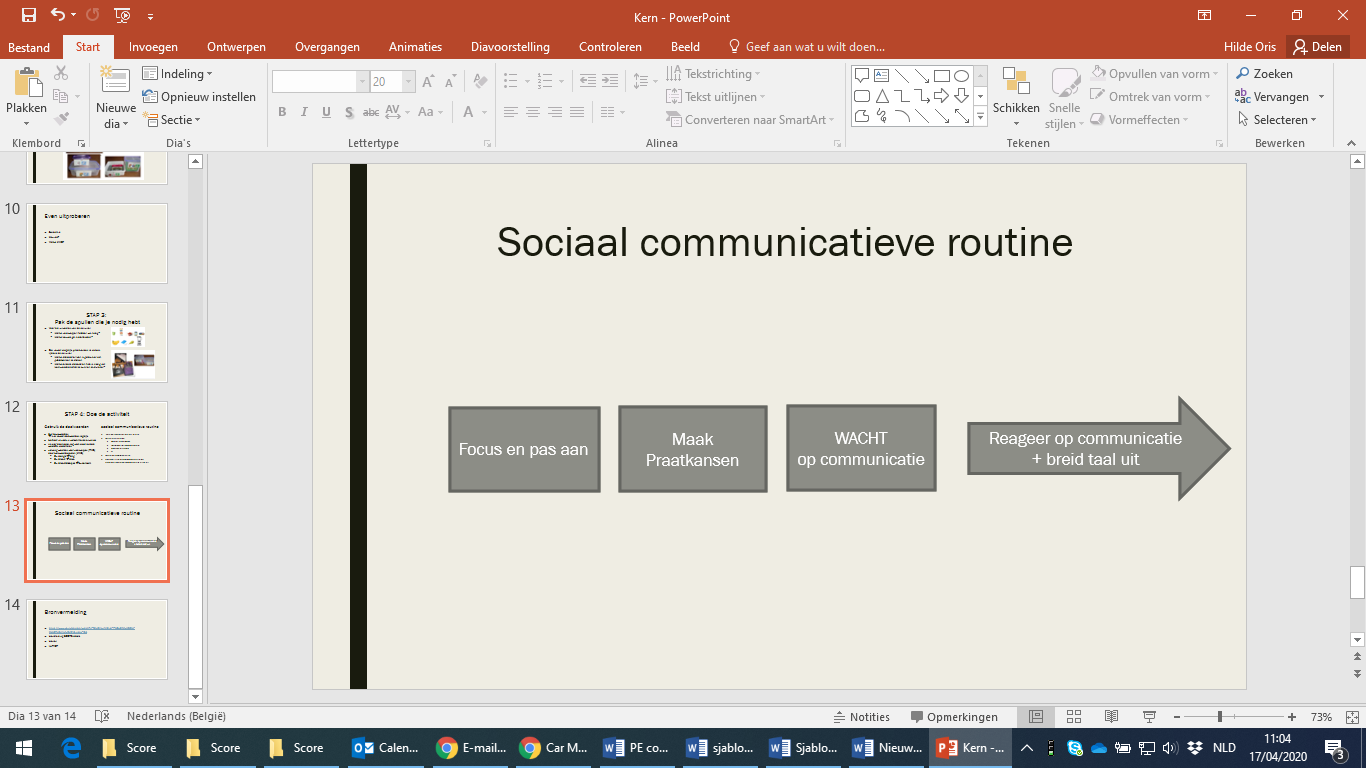 Kern - PowerPoint
Bestand Start Invoegen Ontwerpen Overgangen Animaties Diavoorstelling Controleren Beeld Geef aan wat u wilt doen... Hilde Oris Delen
Plakken
Klembord
Nieuwe dia
Indeling
Opnieuw instellen
Sectie
Dia's
20
B I U S abc AV Aa A
Lettertype
Tekstrichting
Tekst uitlijnen
Converteren naar SmartArt
Alinea
Schikken
Snelle stijlen
Opvullen van vorm
Omtrek van vorm
Vormeffecten
Tekenen
Zoeken
Vervangen
Selecteren
Bewerken
10
Even uitproberen
11
STAP 3:
Pak de spullen die je nodig hebt
12
STAP 4: Doe de activiteit
13
Sociaal communicatieve routine
14
Bronvermelding
Sociaal communicatieve routine
Focus en pas aan
Maak
Praatkansen
WACHT
op communicatie
Reageer op communicatie
+ breid taal uit
Dia 13 van 14 Nederlands (België) Notities Opmerkingen 73%
Score Score Score Calen... E-mail... Car M... PE co... sjablo... Sjablo... Nieuw... Kern -... NLD 11:04
17/04/2020
3